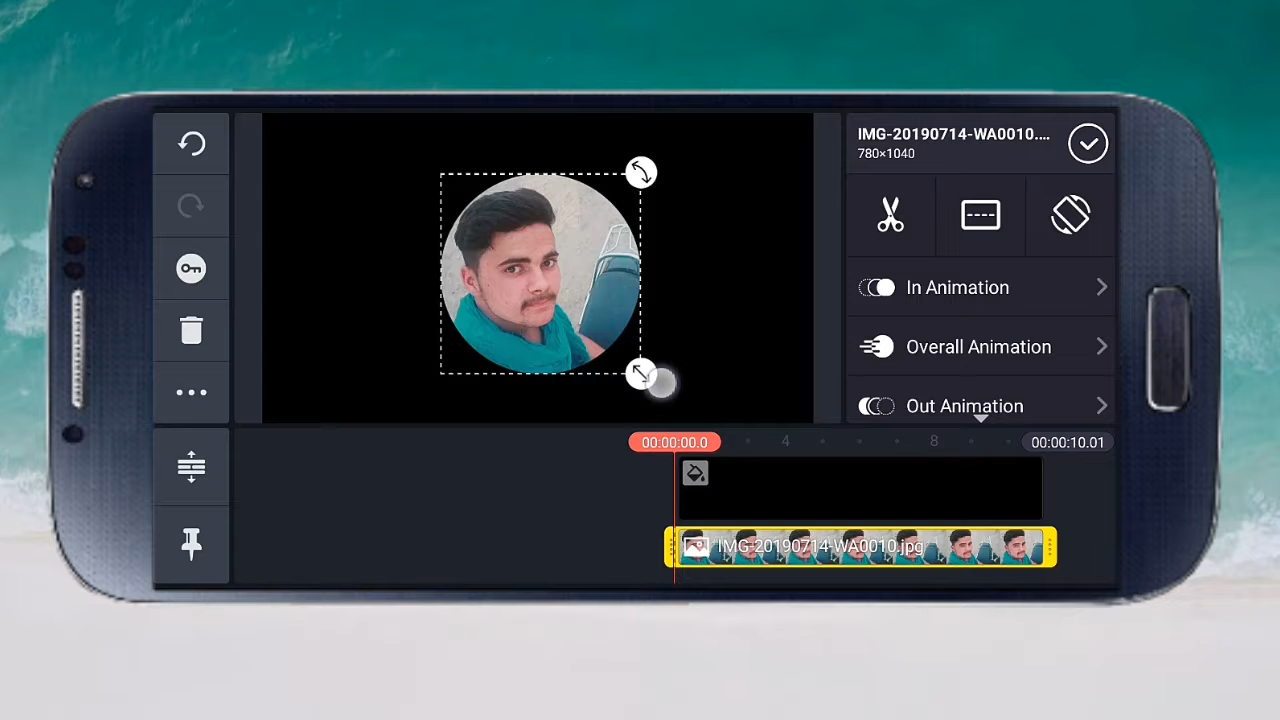 IMG-20190714-WA0010....
780×1040
In Animation
Overall Animation
Out Animation
00:00:00.0
4
8
00:00:10.01
IMG-20190714-WA0010.jpg